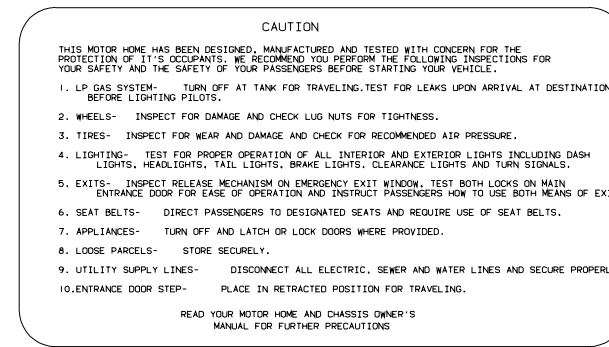 CAUTION
THIS MOTOR HOME HAS BEEN DESIGNED, MANUFACTURED AND TESTED WITH CONCERN FOR THE
PROTECTION OF IT'S OCCUPANTS. WE RECOMMEND YOU PERFORM THE FOLLOWING INSPECTIONS FOR
YOUR SAFETY AND THE SAFETY OF YOUR PASSENGERS BEFORE STARTING YOUR VEHICLE.
1. LP GAS SYSTEM- TURN OFF AT TANK FOR TRAVELING.TEST FOR LEAKS UPON ARRIVAL AT DESTINATION
BEFORE LIGHTING PILOTS.
2. WHEELS- INSPECT FOR DAMAGE AND CHECK LUG NUTS FOR TIGHTNESS.
3. TIRES- INSPECT FOR WEAR AND DAMAGE AND CHECK FOR RECOMMENDED AIR PRESSURE.
4. LIGHTING- TEST FOR PROPER OPERATION OF ALL INTERIOR AND EXTERIOR LIGHTS INCLUDING DASH
LIGHTS, HEADLIGHTS, TAIL LIGHTS, BRAKE LIGHTS. CLEARANCE LIGHTS AND TURN SIGNALS.
5. EXITS- INSPECT RELEASE MECHANISM ON EMERGENCY EXIT WINDOW, TEST BOTH LOCKS ON MAIN
ENTRANCE DOOR FOR EASE OF OPERATION AND INSTRUCT PASSENGERS HOW TO USE BOTH MEANS OF
6. SEAT BELTS- DIRECT PASSENGERS TO DESIGNATED SEATS AND REQUIRE USE OF SEAT BELTS.
7. APPLIANCES- TURN OFF AND LATCH OR LOCK DOORS WHERE PROVIDED.
8. LOOSE PARCELS- STORE SECURELY.
9. UTILITY SUPPLY LINES- DISCONNECT ALL ELECTRIC, SEWER AND WATER LINES AND SECURE
10.ENTRANCE DOOR STEP- PLACE IN RETRACTED POSITION FOR TRAVELING.
READ YOUR MOTOR HOME AND CHASSIS OWNER'S
MANUAL FOR FURTHER PRECAUTIONS